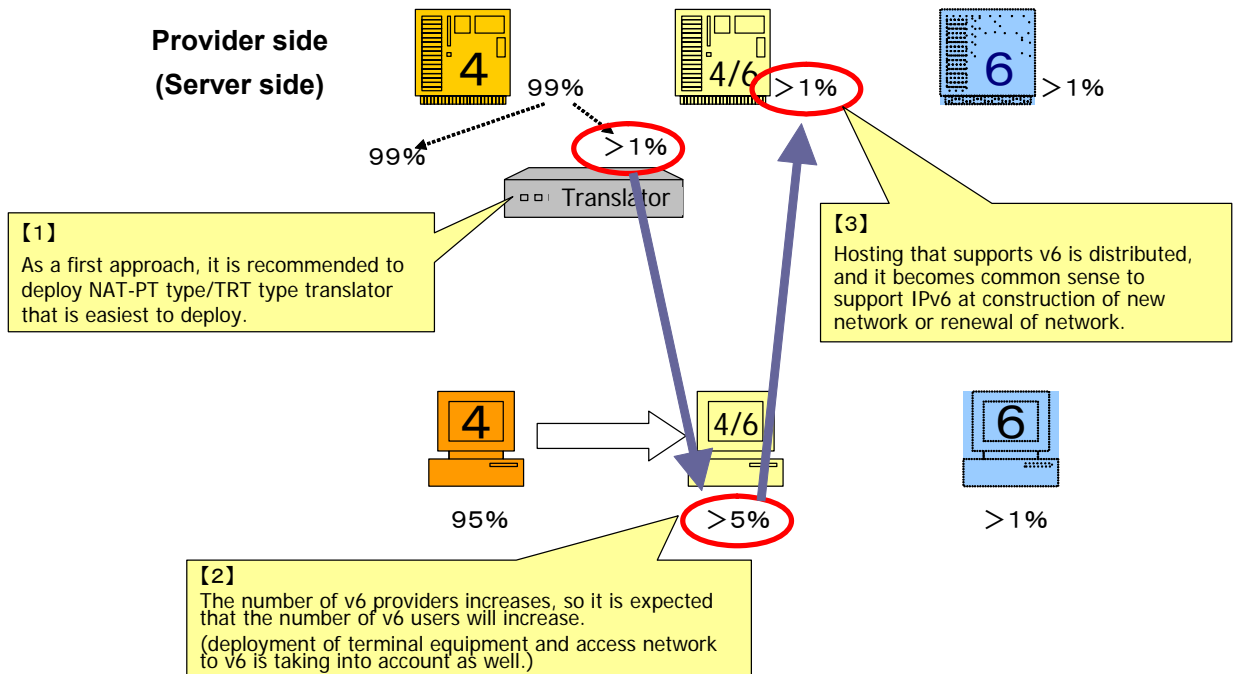 Provider side
(Server side)
4
4/6
6
99%
>1%
>1%
99%
>1%
Translator
【1】
As a first approach, it is recommended to
deploy NAT-PT type/TRT type translator
that is easiest to deploy.
【3】
Hosting that supports v6 is distributed,
and it becomes common sense to
support IPv6 at construction of new
network or renewal of network.
4
4/6
6
95%
>5%
>1%
【2】
The number of v6 providers increases, so it is expected
that the number of v6 users will increase.
(deployment of terminal equipment and access network
to v6 is taking into account as well.)